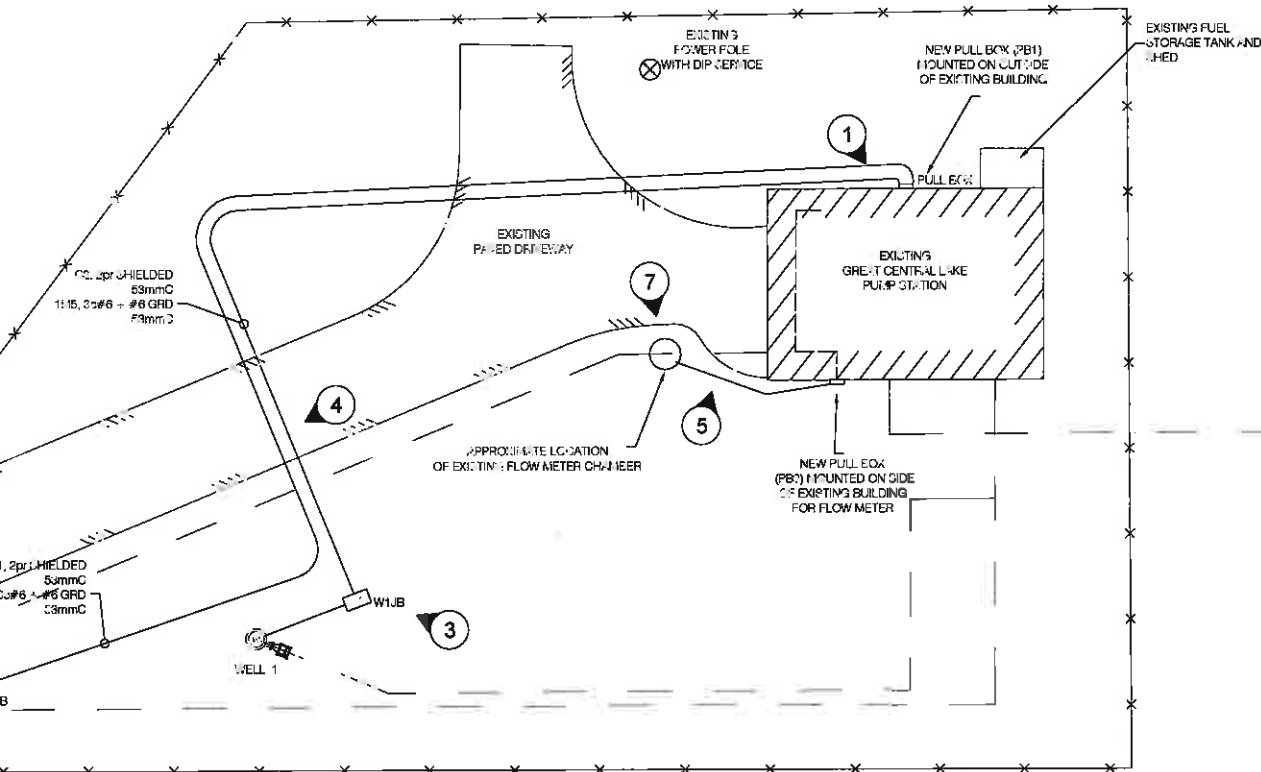 EXISTING
POWER POLE
WITH DIP SERVICE
NEW PULL BOX (PB1)
MOUNTED ON OUTSIDE
OF EXISTING BUILDING
EXISTING FUEL
STORAGE TANK AND
SHED
1
PULL BOX
EXISTING
PAVED DRIVEWAY
EXISTING
GREAT CENTRAL LAKE
PUMP STATION
2pr SHIELDED
53mmC
3c#6 + #6 GRD
53mmC
7
4
5
APPROXIMATE LOCATION
OF EXISTING FLOW METER CHAMBER
NEW PULL BOX
MOUNTED ON SIDE
OF EXISTING BUILDING
FOR FLOW METER
2pr SHIELDED
53mmC
#6 GRD
53mmC
W1JB
3
WELL 1
B